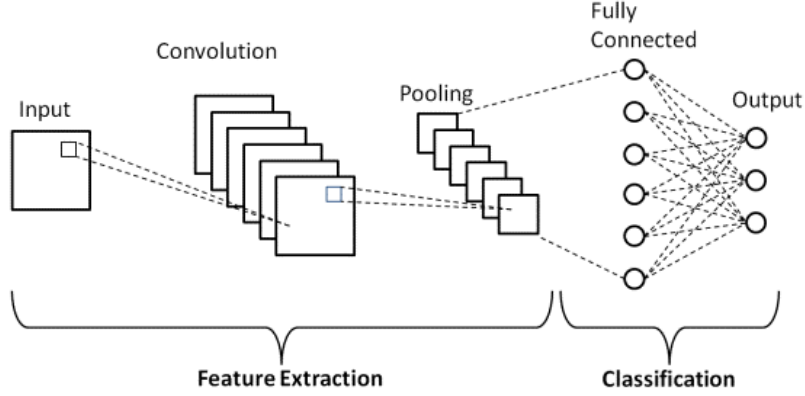 Input
Convolution
Pooling
Fully
Connected
Output
Feature Extraction
Classification